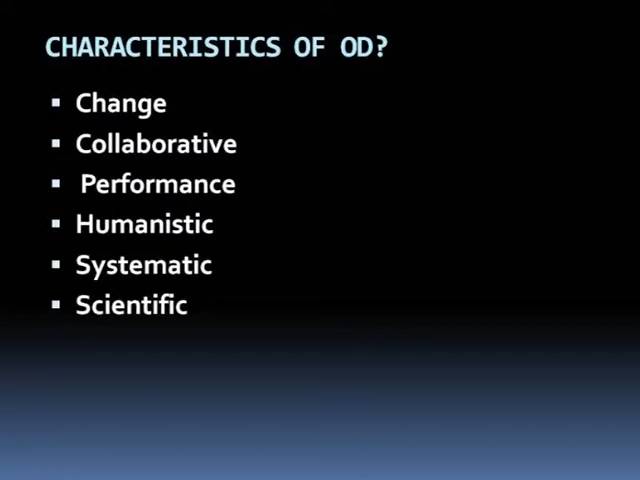 CHARACTERISTICS OF OD?
▪ Change
▪ Collaborative
▪ Performance
▪ Humanistic
▪ Systematic
▪ Scientific